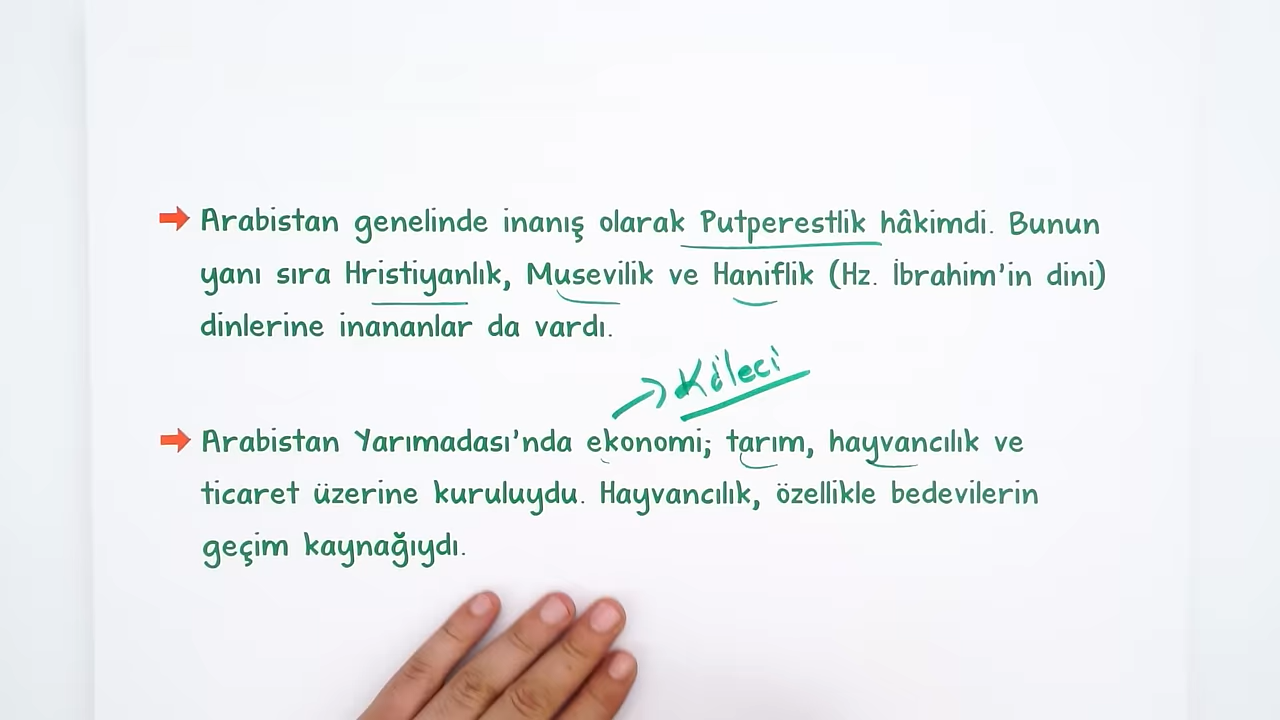 Arabistan genelinde inanış olarak Putperestlik hâkimdi. Bunun
yanı sıra Hristiyanlık, Musevilik ve Haniflik (Hz. İbrahim'in dini)
dinlerine inananlar da vardı.
Köleci
Arabistan Yarımadası'nda ekonomi; tarım, hayvancılık ve
ticaret üzerine kuruluydu. Hayvancılık, özellikle bedevilerin
geçim kaynağıydı.